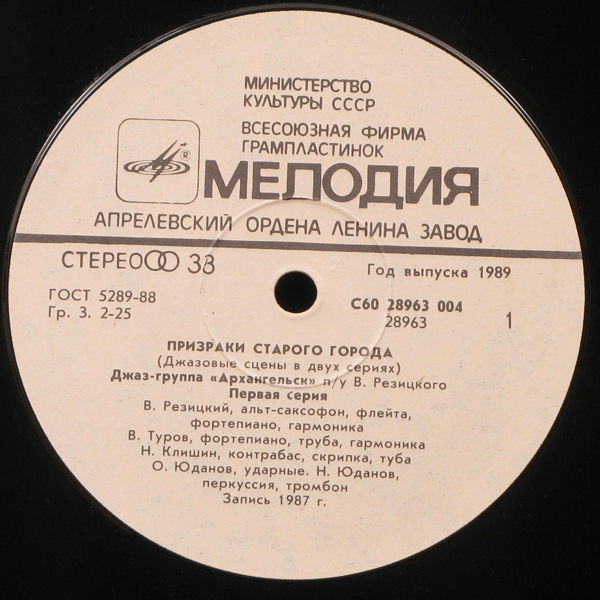 МИНИСТЕРСТВО
КУЛЬТУРЫ СССР
ВСЕСОЮЗНАЯ ФИРМА
ГРАМПЛАСТИНОК
®
МЕЛОДИЯ
АПРЕЛЕВСКИЙ ОРДЕНА ЛЕНИНА ЗАВОД
СТЕРЕО 33
Год выпуска 1989
ГОСТ 5289-88
Гр. 3. 2-25
С60 28963 004
28963
1
ПРИЗРАКИ СТАРОГО ГОРОДА
(Джазовые сцены в двух сериях)
Джаз-группа «Архангельск» п/у В. Резицкого
Первая серия
В. Резицкий, альт-саксофон, флейта,
фортепиано, гармоника
В. Туров, фортепиано, труба, гармоника
Н. Клишин, контрабас, скрипка, туба
О. Юданов, ударные. Н. Юданов,
перкуссия, тромбон
Запись 1987 г.